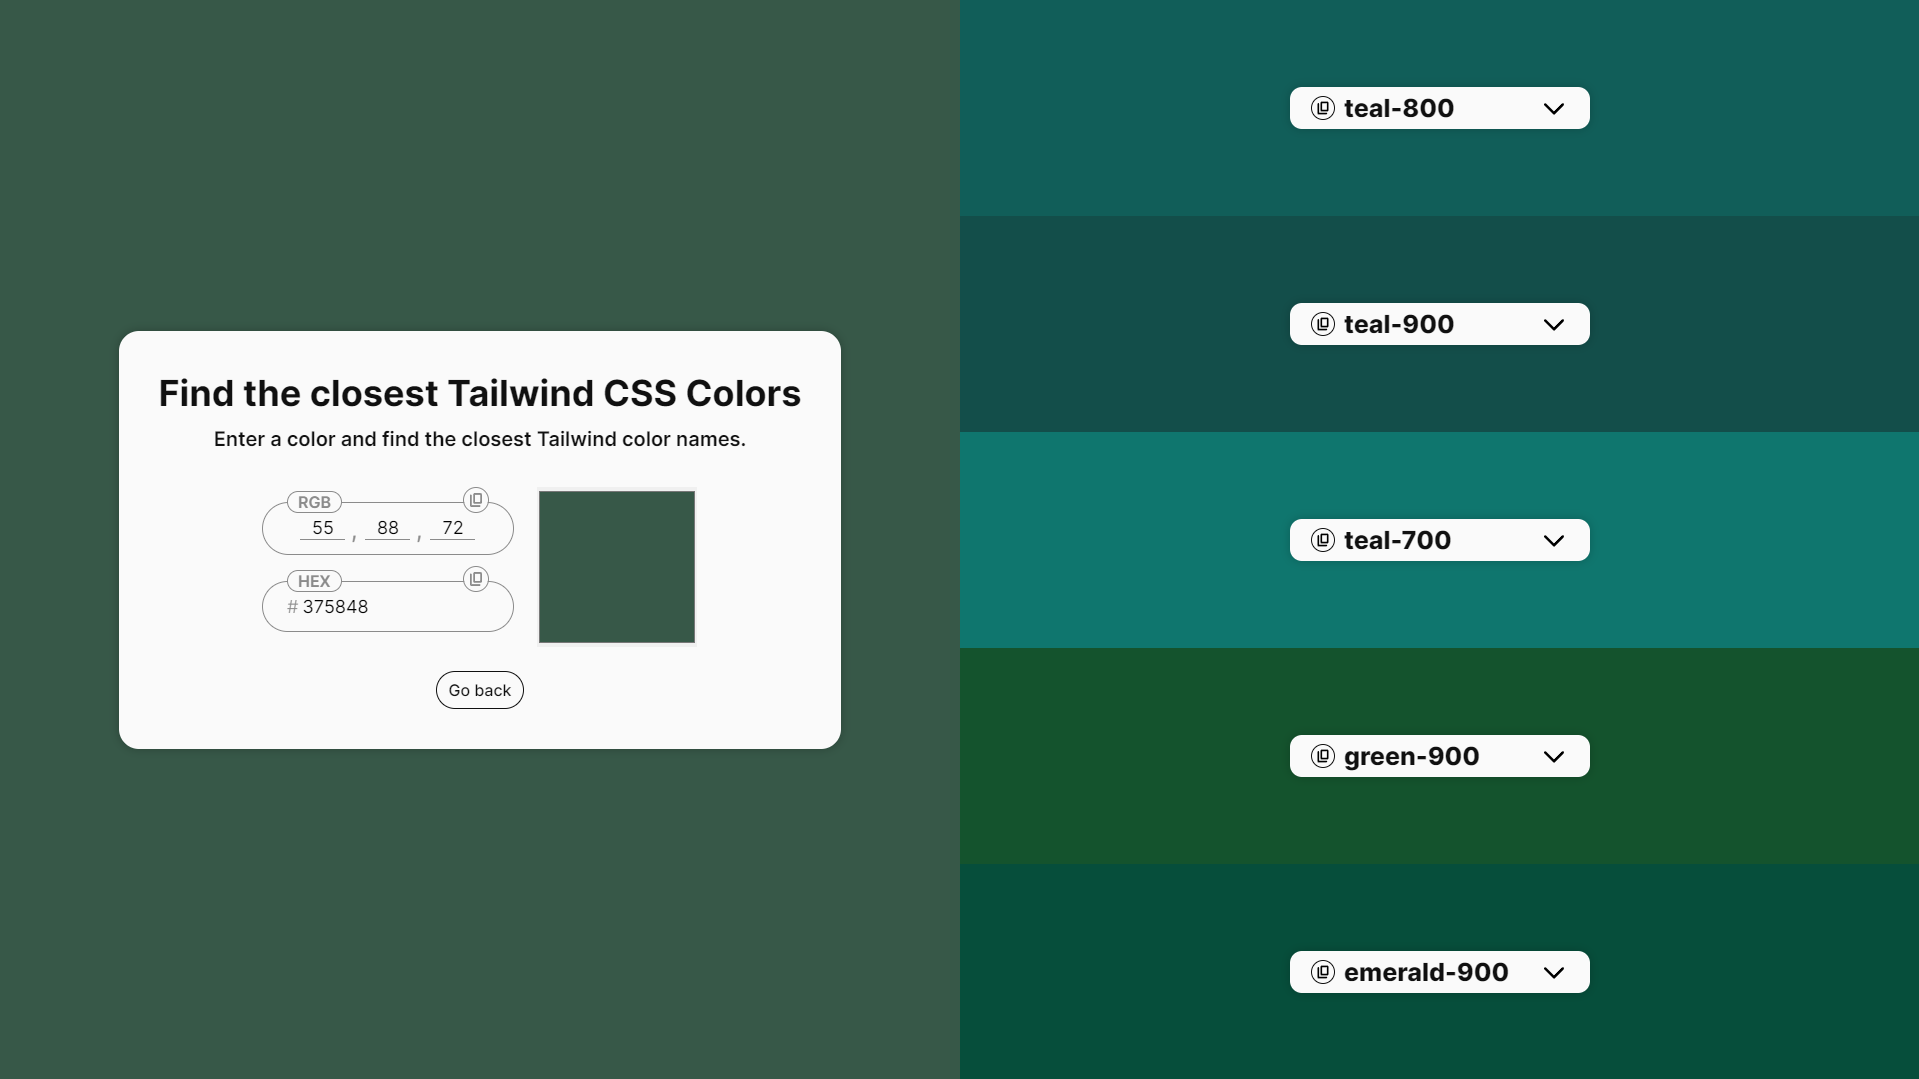 Find the closest Tailwind CSS Colors
Enter a color and find the closest Tailwind color names.
RGB
55 , 88 , 72
HEX
# 375848
Go back
teal-800
teal-900
teal-700
green-900
emerald-900